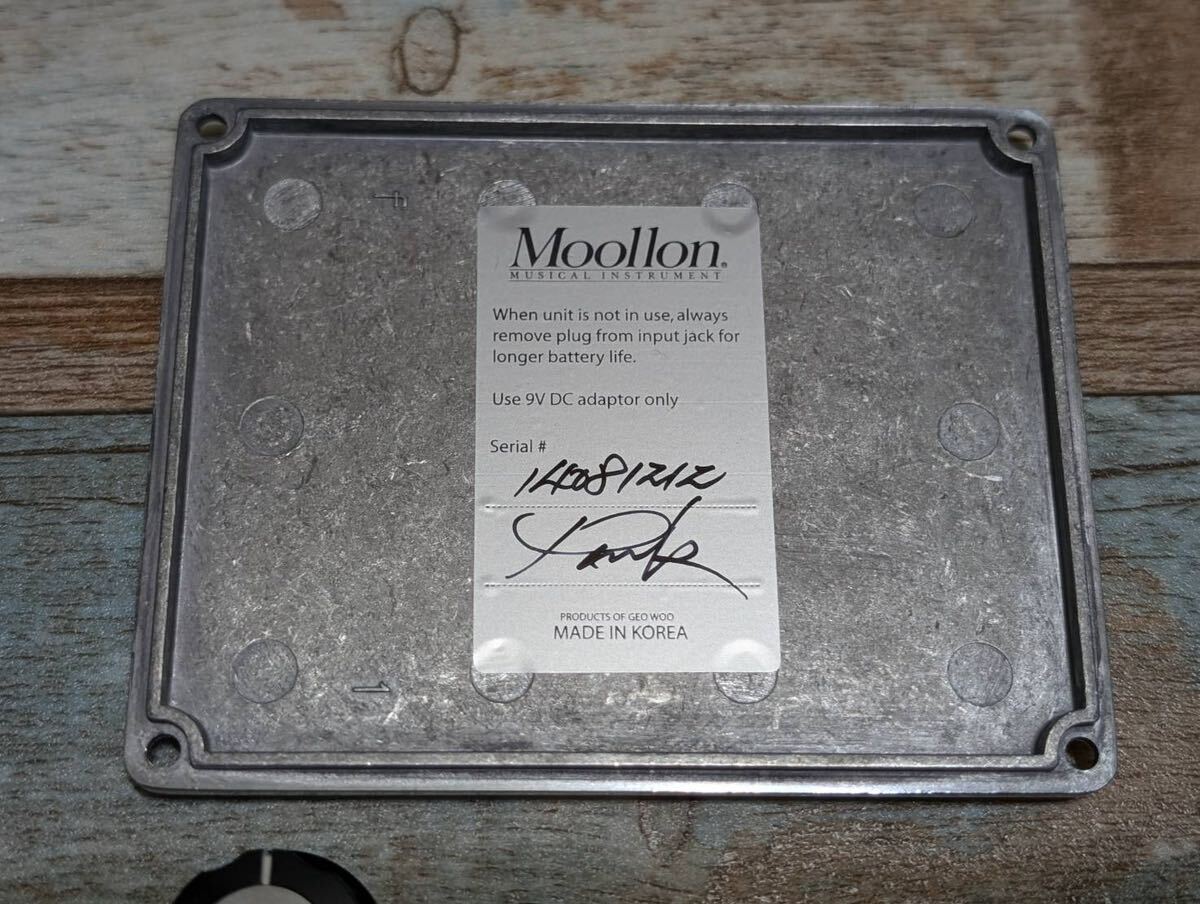 Moollon®
MUSICAL INSTRUMENT
When unit is not in use, always
remove plug from input jack for
longer battery life.
Use 9V DC adaptor only
Serial #
14081212
PRODUCTS OF GEO WOO
MADE IN KOREA
1